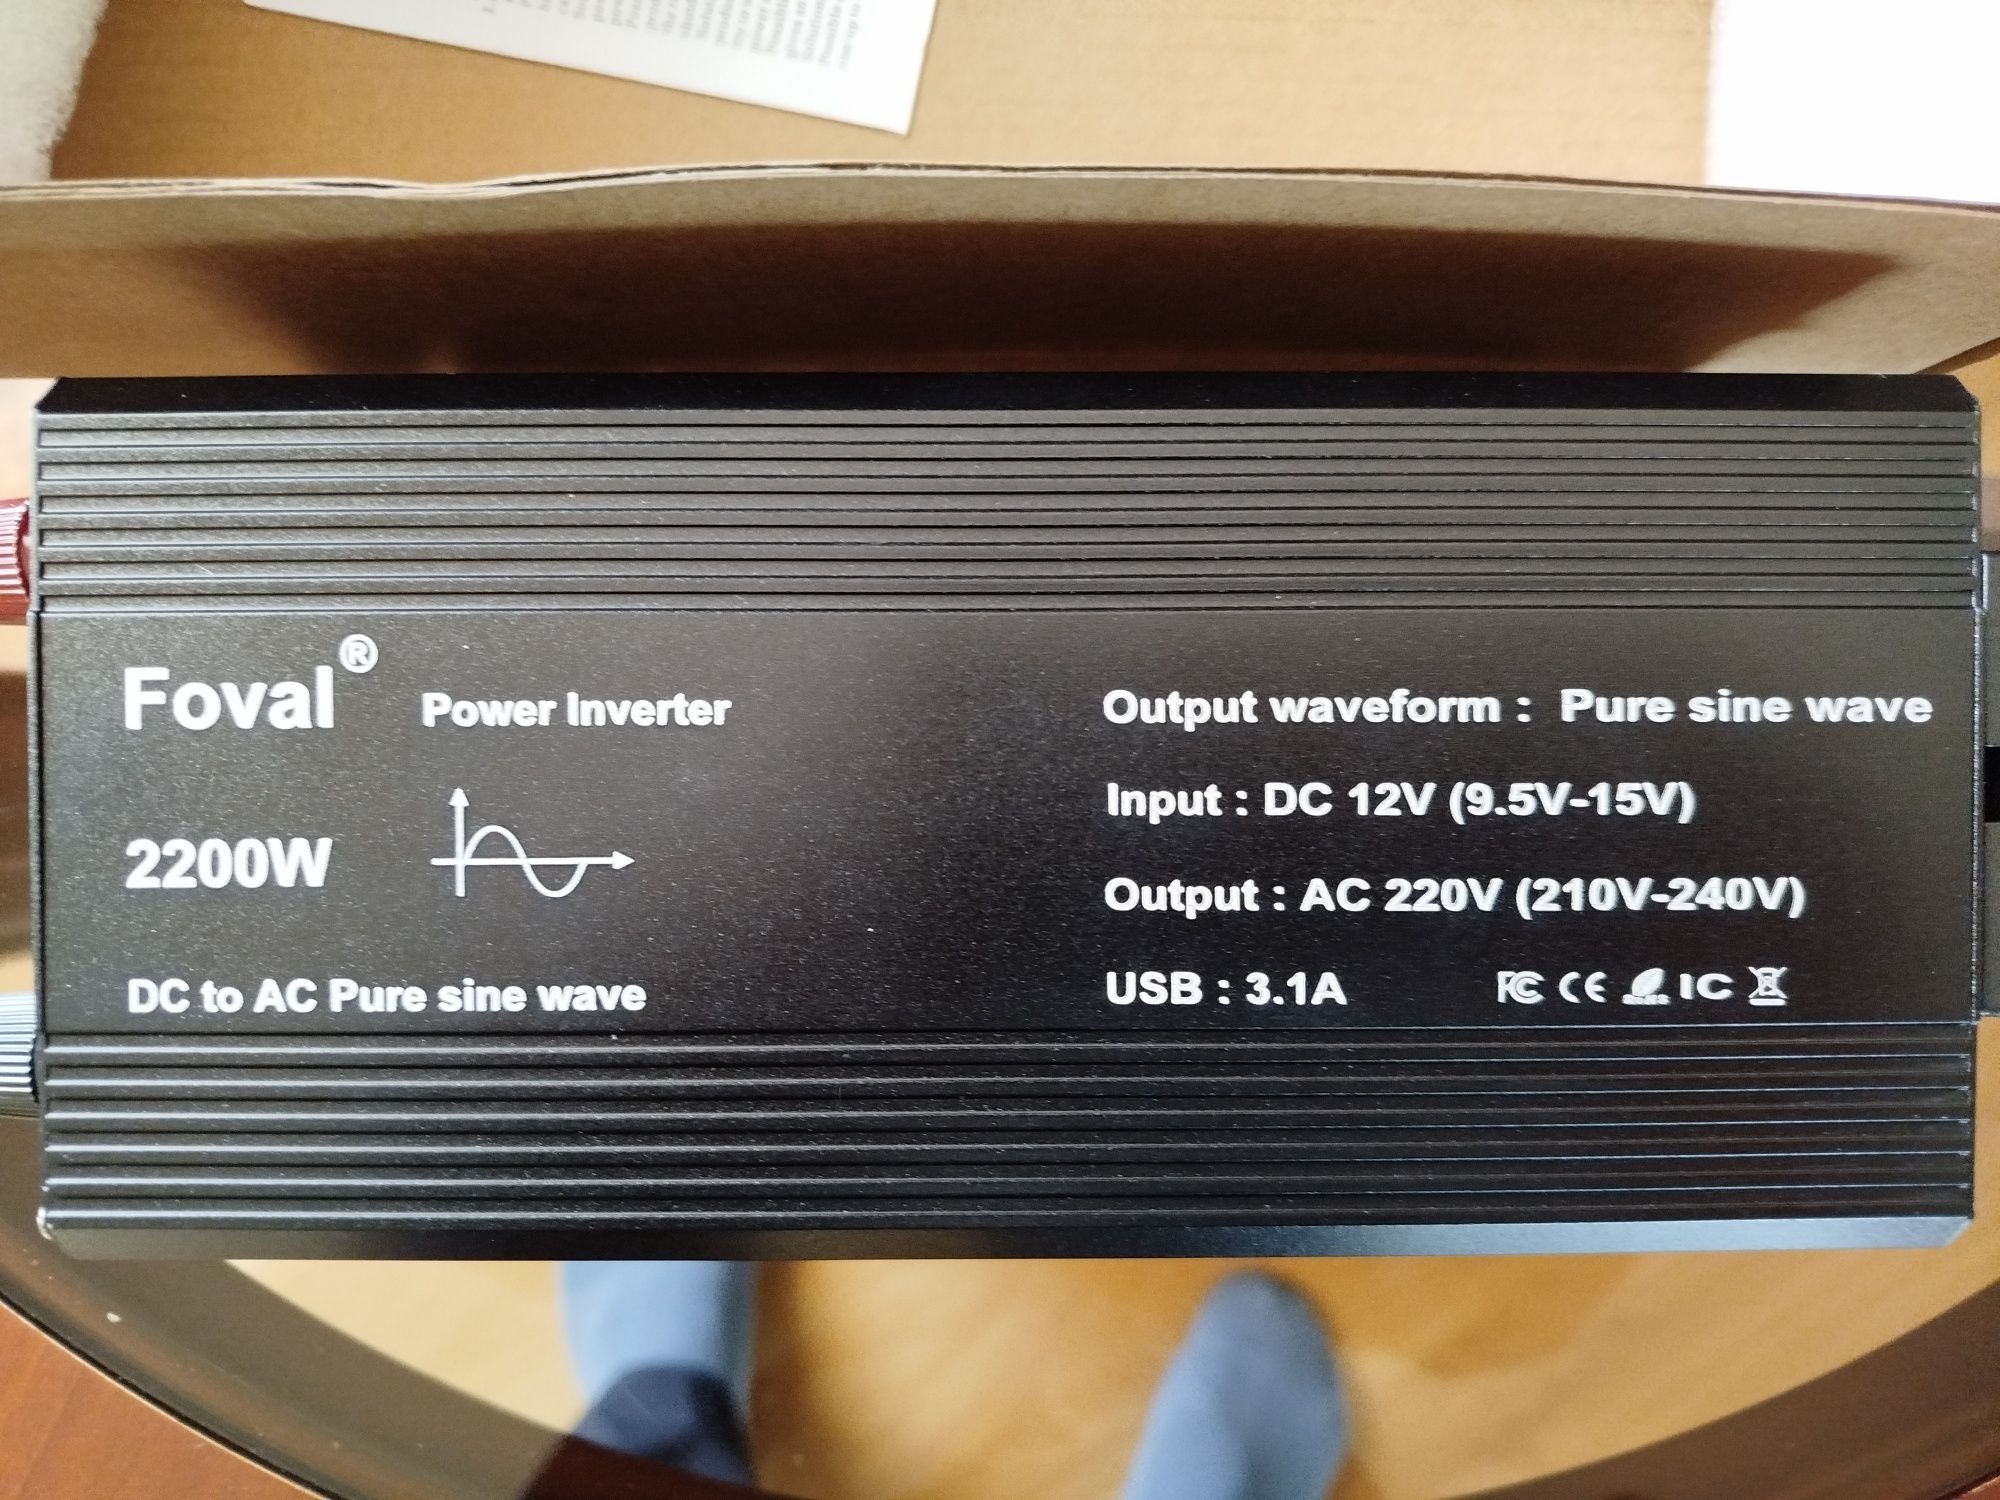 Foval®
Power Inverter
2200W
DC to AC Pure sine wave
Output waveform : Pure sine wave
Input : DC 12V (9.5V-15V)
Output : AC 220V (210V-240V)
USB : 3.1A
FC CE IC